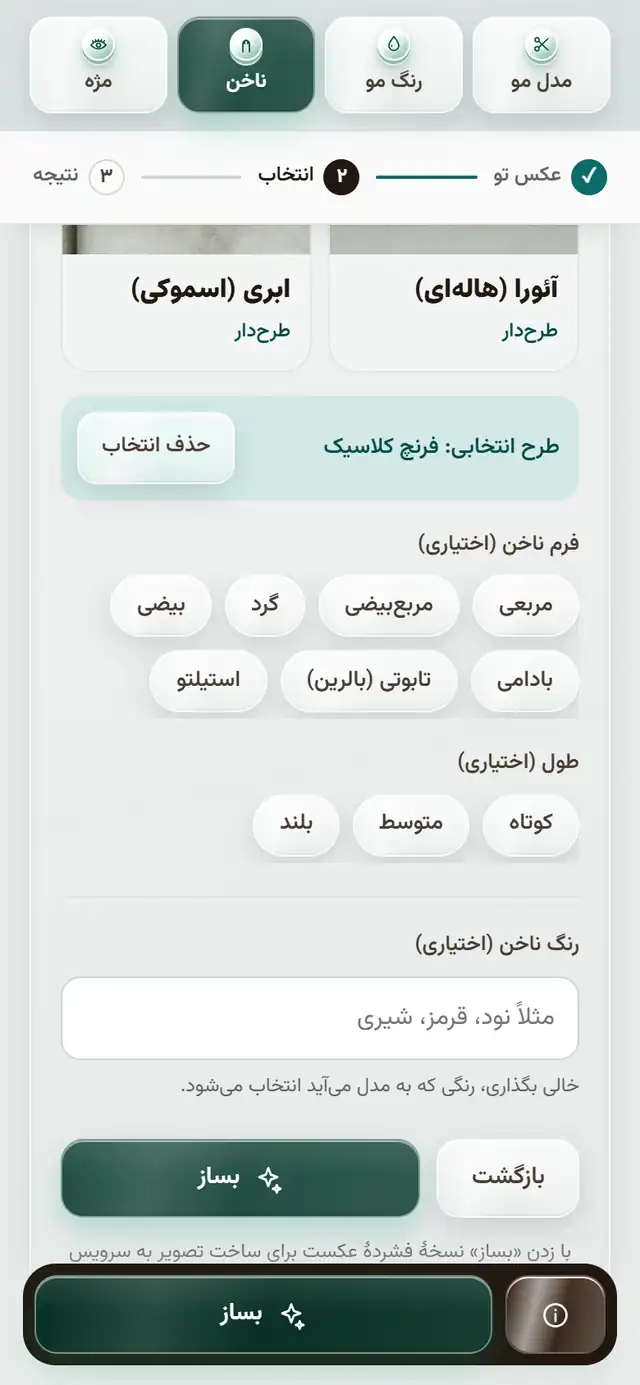 مدل مو
رنگ مو
ناخن
مژه
عکس تو
۲ انتخاب
۳ نتیجه
آئورا (هاله‌ای)
طرح‌دار
ابری (اسموکی)
طرح‌دار
طرح انتخابی: فرنچ کلاسیک
حذف انتخاب
فرم ناخن (اختیاری)
مربعی
مربع‌بیضی
گرد
بیضی
بادامی
تابوتی (بالرین)
استیلتو
طول (اختیاری)
کوتاه
متوسط
بلند
رنگ ناخن (اختیاری)
مثلاً نود، قرمز، شیری
خالی بگذاری، رنگی که به مدل می‌آید انتخاب می‌شود.
بازگشت
بساز
با زدن «بساز» نسخهٔ فشردهٔ عکست برای ساخت تصویر به سرویس
بساز